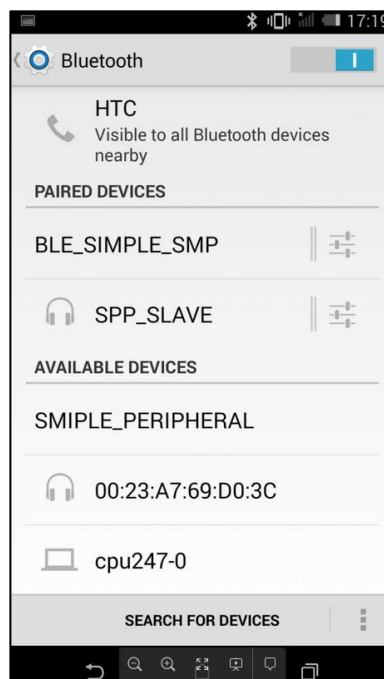 17:19
Bluetooth
HTC
Visible to all Bluetooth devices
nearby
PAIRED DEVICES
BLE_SIMPLE_SMP
SPP_SLAVE
AVAILABLE DEVICES
SMIPLE_PERIPHERAL
00:23:A7:69:D0:3C
cpu247-0
SEARCH FOR DEVICES